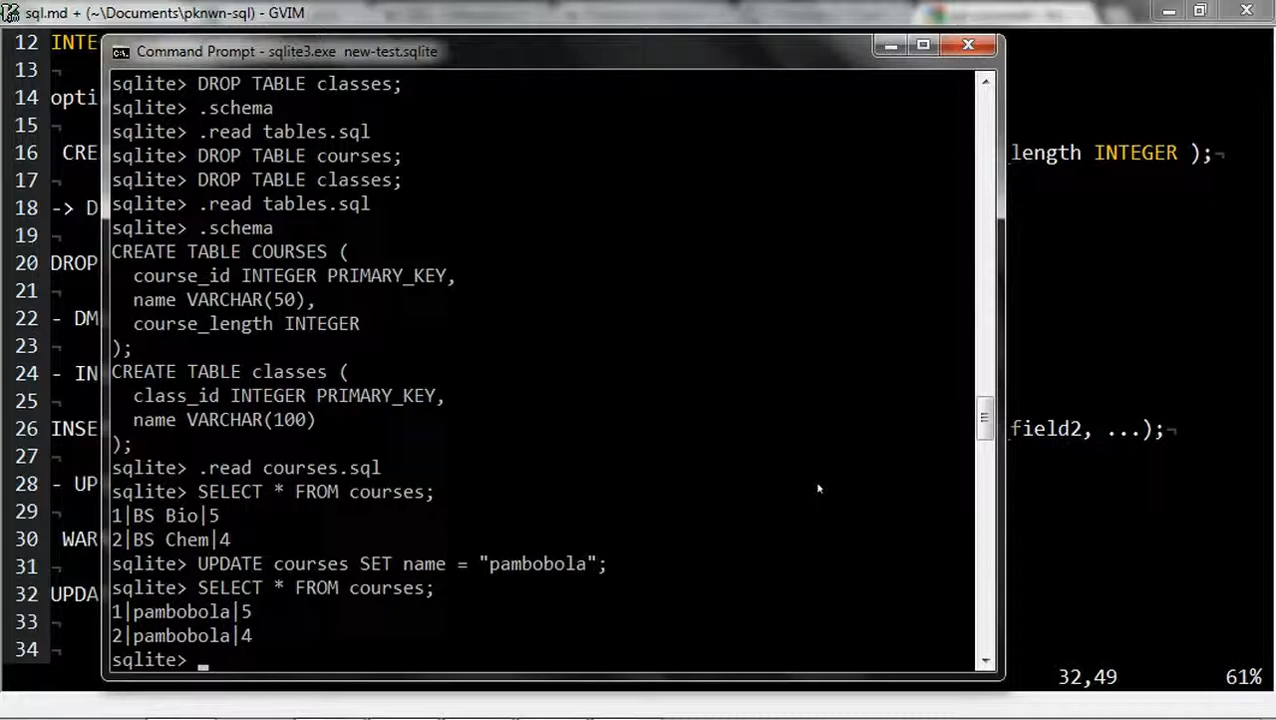 sql.md + (~\Documents\pknwn-sql) - GVIM
Command Prompt - sqlite3.exe  new-test.sqlite
sqlite> DROP TABLE classes;
sqlite> .schema
sqlite> .read tables.sql
sqlite> DROP TABLE courses;
sqlite> DROP TABLE classes;
sqlite> .read tables.sql
sqlite> .schema
CREATE TABLE COURSES (
  course_id INTEGER PRIMARY_KEY,
  name VARCHAR(50),
  course_length INTEGER
);
CREATE TABLE classes (
  class_id INTEGER PRIMARY_KEY,
  name VARCHAR(100)
);
sqlite> .read courses.sql
sqlite> SELECT * FROM courses;
1|BS Bio|5
2|BS Chem|4
sqlite> UPDATE courses SET name = "pambobola";
sqlite> SELECT * FROM courses;
1|pambobola|5
2|pambobola|4
sqlite> _
12 INTE
13 ¬
14 opti
15 ¬
16  CRE _length INTEGER );¬
17 ¬
18 -> D
19 ¬
20 DROP
21 ¬
22 - DM
23 ¬
24 - IN
25 ¬
26 INSE field2, ...);¬
27 ¬
28 - UP
29 ¬
30  WAR
31 ¬
32 UPDA
33 ¬
34 ¬
32,49 61%